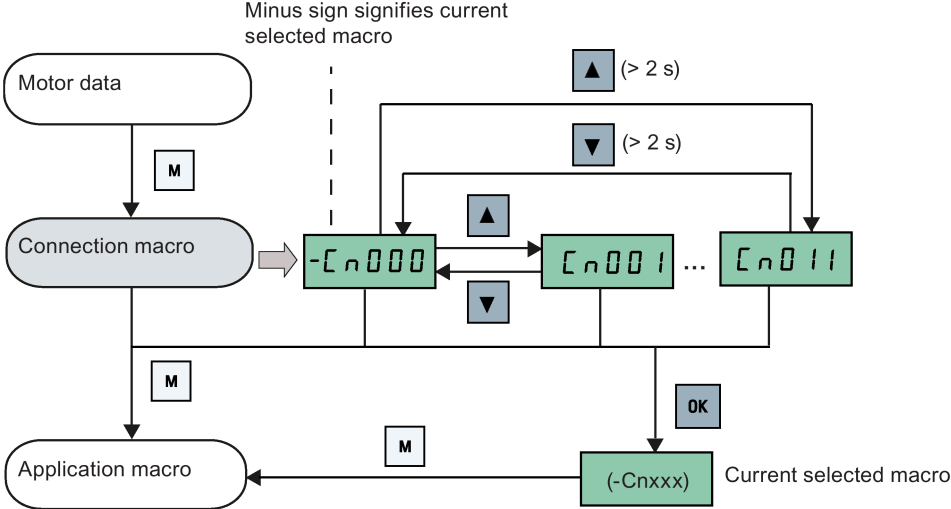 Minus sign signifies current
selected macro
Motor data
▲ (> 2 s)
▼ (> 2 s)
M
▲
Connection macro
-Cn000
Cn001
...
Cn011
▼
M
OK
M
Application macro
(-Cnxxx)
Current selected macro